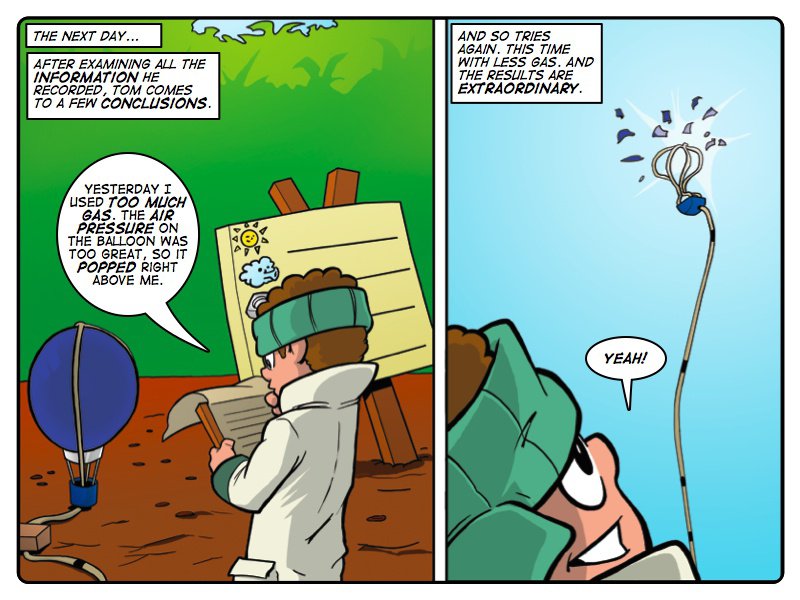 THE NEXT DAY...
AFTER EXAMINING ALL THE
INFORMATION HE
RECORDED, TOM COMES
TO A FEW CONCLUSIONS.
YESTERDAY I
USED TOO MUCH
GAS. THE AIR
PRESSURE ON
THE BALLOON WAS
TOO GREAT, SO IT
POPPED RIGHT
ABOVE ME.
AND SO TRIES
AGAIN. THIS TIME
WITH LESS GAS. AND
THE RESULTS ARE
EXTRAORDINARY.
YEAH!